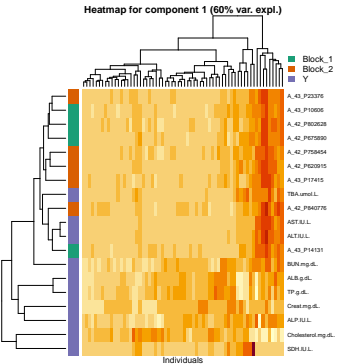 Heatmap for component 1 (60% var. expl.)
Block_1
Block_2
Y
A_43_P23376
A_43_P10606
A_42_P802628
A_42_P675890
A_42_P758454
A_42_P620915
A_43_P17415
TBA.umol.L.
A_42_P840776
AST.IU.L.
ALT.IU.L.
A_43_P14131
BUN.mg.dL.
ALB.g.dL.
TP.g.dL.
Creat.mg.dL.
ALP.IU.L.
Cholesterol.mg.dL.
SDH.IU.L.
Individuals